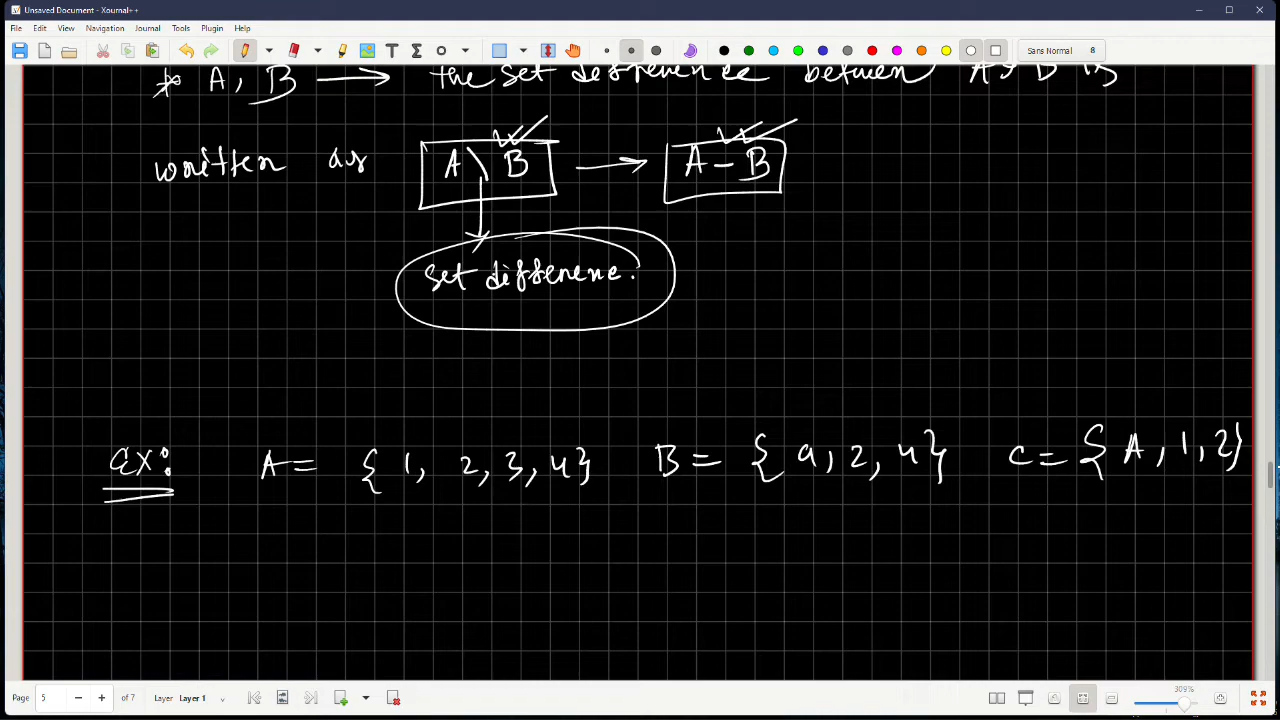 Unsaved Document - Xournal++
File Edit View Navigation Journal Tools Plugin Help
Sans Normal 8
* A, B → the set difference between A & B is
written as A \ B → A - B
set difference.
Ex: A = {1, 2, 3, 4} B = {a, 2, 4} C = {A, 1, 2}
Page 5 of 7 Layer Layer 1 309%